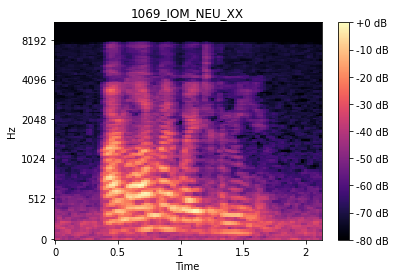 1069_IOM_NEU_XX
+0 dB
8192
-10 dB
4096
-20 dB
-30 dB
2048
-40 dB
Hz
1024
-50 dB
512
-60 dB
-70 dB
0
-80 dB
0
0.5
1
1.5
2
Time